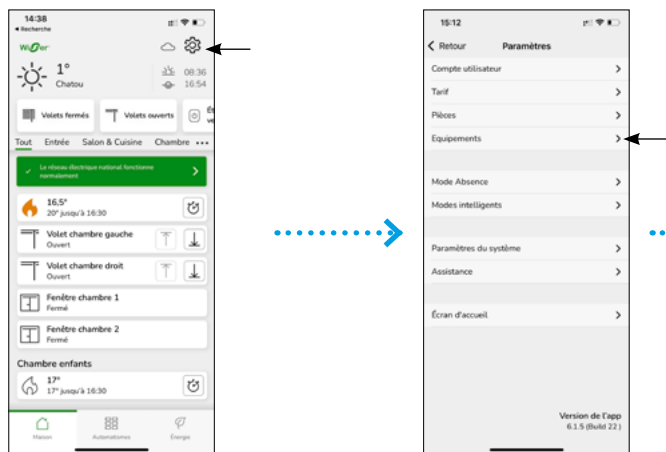 14:38
◂ Recherche
Wiser
1°
Chatou
08:36
16:54
Volets fermés
Volets ouverts
Tout Entrée Salon & Cuisine Chambre •••
Le réseau électrique national fonctionne
normalement
16,5°
20° jusqu'à 16:30
Volet chambre gauche
Ouvert
Volet chambre droit
Ouvert
Fenêtre chambre 1
Fermé
Fenêtre chambre 2
Fermé
Chambre enfants
17°
17° jusqu'à 16:30
Maison Automatismes Énergie
15:12
Retour Paramètres
Compte utilisateur
Tarif
Pièces
Equipements
Mode Absence
Modes intelligents
Paramètres du système
Assistance
Écran d'accueil
Version de l'app
6.1.5 (Build 22 )